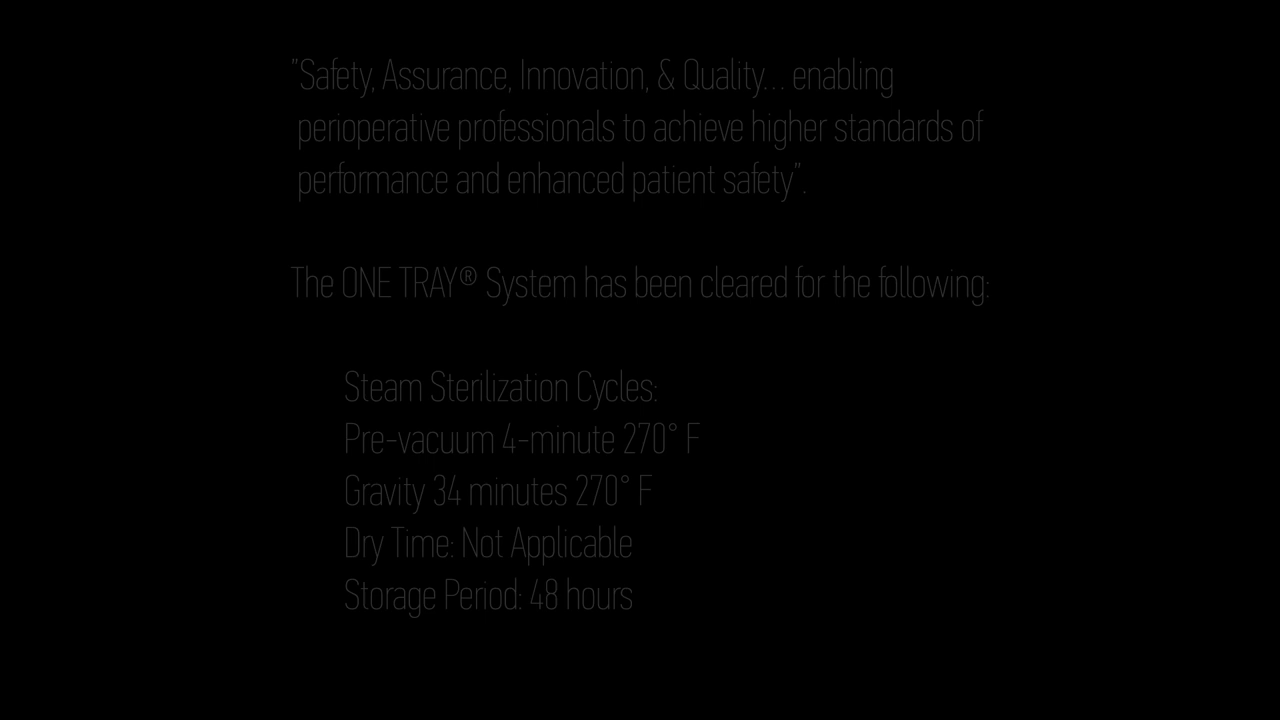 "Safety, Assurance, Innovation, & Quality... enabling
perioperative professionals to achieve higher standards of
performance and enhanced patient safety".
The ONE TRAY® System has been cleared for the following:
Steam Sterilization Cycles:
Pre-vacuum 4-minute 270° F
Gravity 34 minutes 270° F
Dry Time: Not Applicable
Storage Period: 48 hours